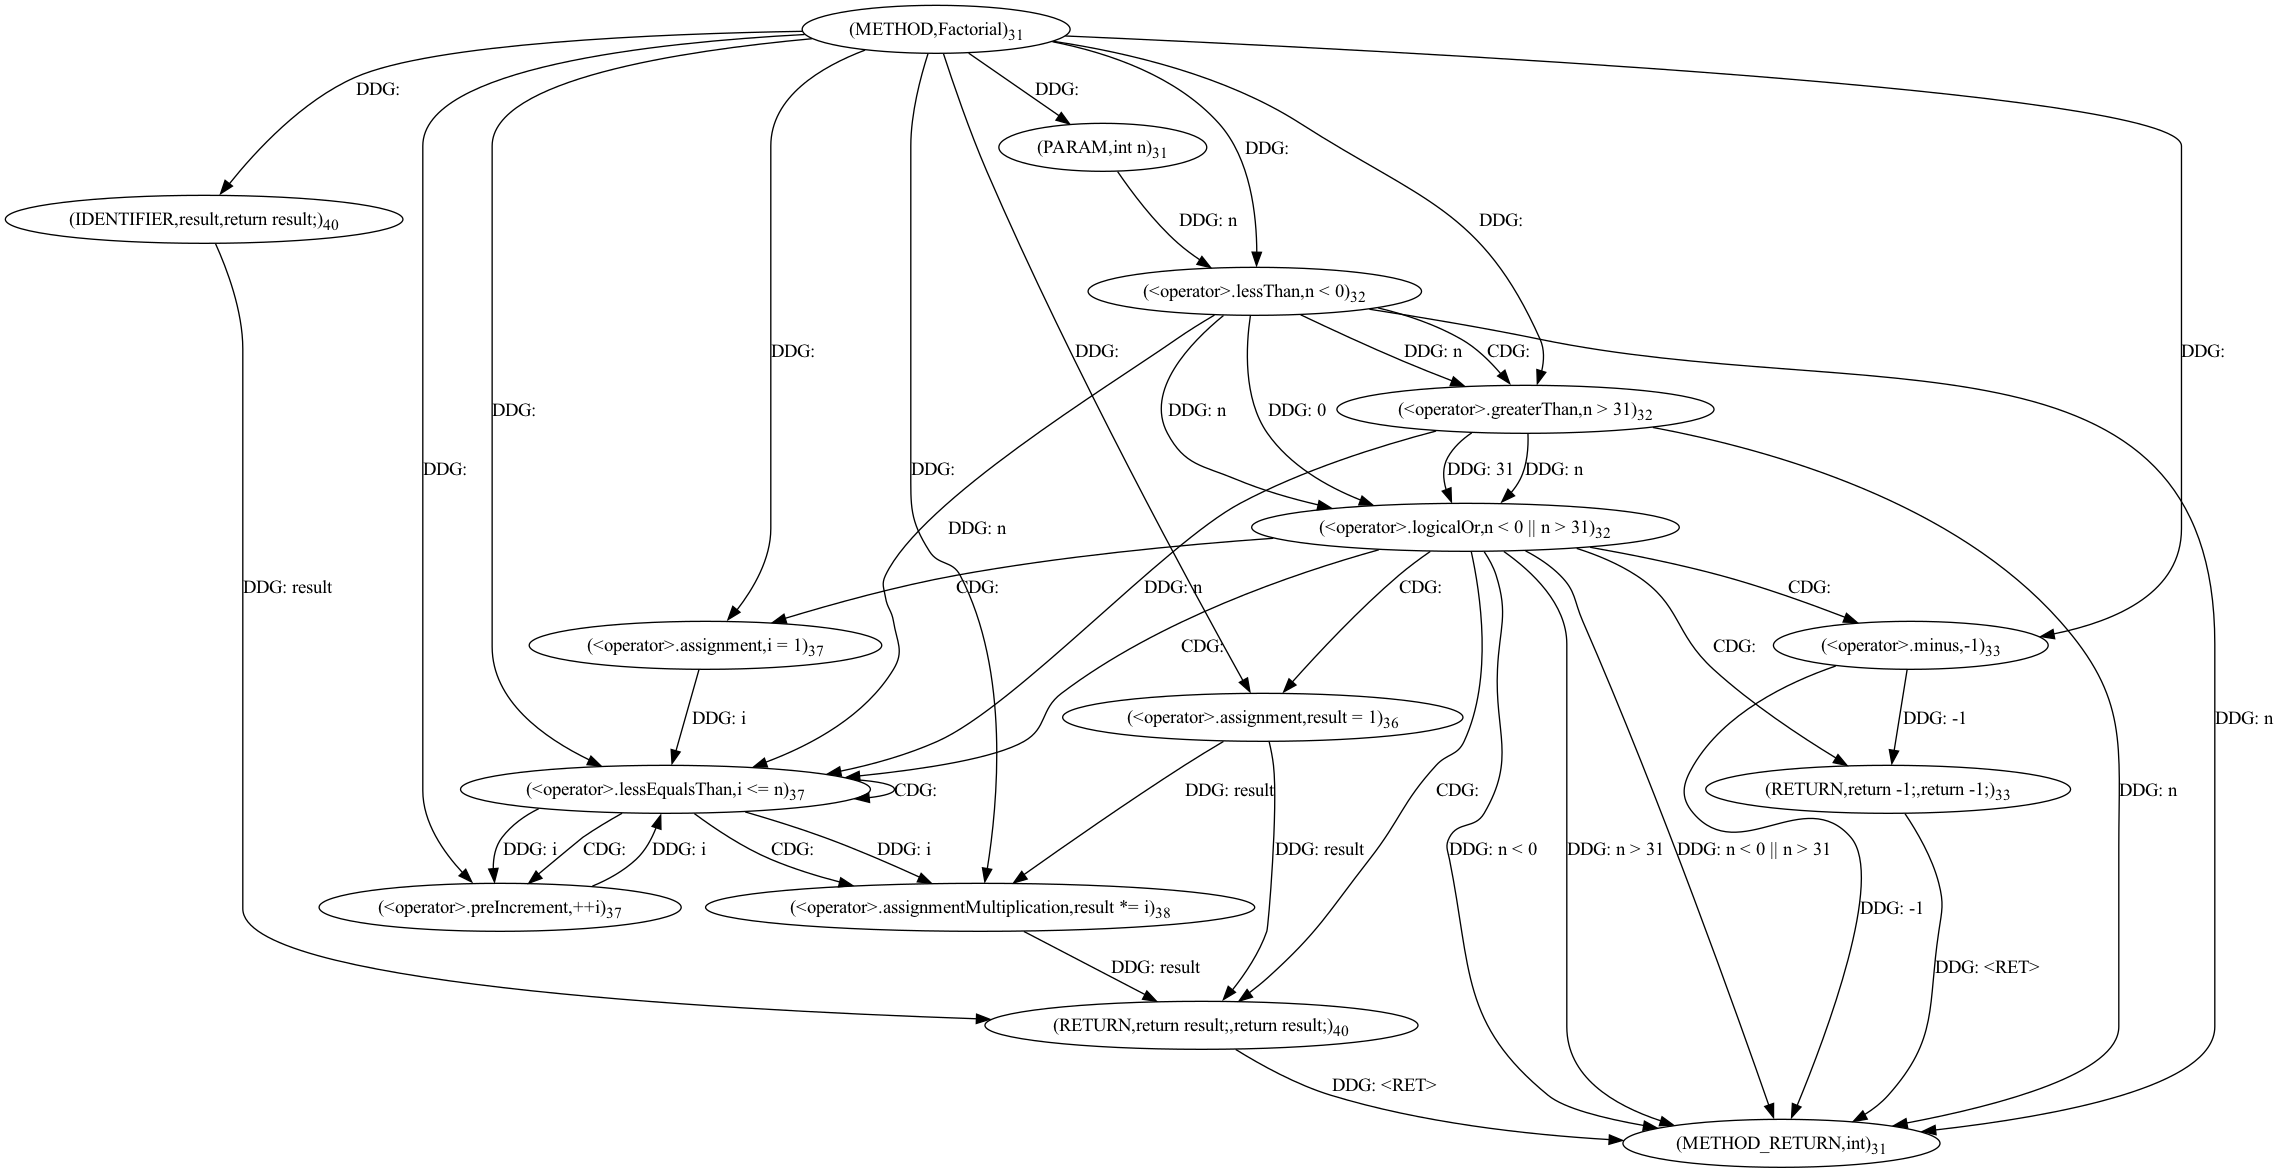 (METHOD,Factorial)31
DDG:
DDG:
(PARAM,int n)31
DDG:
(IDENTIFIER,result,return result;)40
DDG: n
DDG:
(<operator>.lessThan,n < 0)32
DDG:
DDG:
DDG: n
CDG:
DDG:
DDG:
DDG: n
DDG: 0
(<operator>.greaterThan,n > 31)32
DDG:
DDG:
DDG: 31
DDG: n
DDG: n
(<operator>.logicalOr,n < 0 || n > 31)32
DDG: result
CDG:
DDG: n
CDG:
CDG:
(<operator>.assignment,i = 1)37
CDG:
CDG:
(<operator>.minus,-1)33
DDG: i
(<operator>.assignment,result = 1)36
DDG: -1
DDG: n
(<operator>.lessEqualsThan,i <= n)37
CDG:
DDG: result
CDG:
(RETURN,return -1;,return -1;)33
DDG: n
DDG: i
CDG:
DDG: i
CDG:
DDG: i
DDG: result
DDG: n < 0
DDG: n > 31
DDG: n < 0 || n > 31
(<operator>.preIncrement,++i)37
(<operator>.assignmentMultiplication,result *= i)38
DDG: -1
DDG: result
DDG: <RET>
(RETURN,return result;,return result;)40
DDG: <RET>
(METHOD_RETURN,int)31